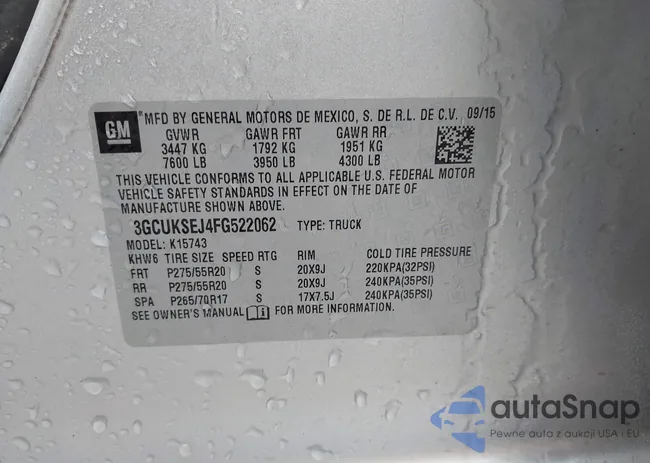 GM
MFD BY GENERAL MOTORS DE MEXICO, S. DE R.L. DE C.V. 09/15
GVWR GAWR FRT GAWR RR
3447 KG 1792 KG 1951 KG
7600 LB 3950 LB 4300 LB
THIS VEHICLE CONFORMS TO ALL APPLICABLE U.S. FEDERAL MOTOR
VEHICLE SAFETY STANDARDS IN EFFECT ON THE DATE OF
MANUFACTURE SHOWN ABOVE.
3GCUKSEJ4FG522062 TYPE: TRUCK
MODEL: K15743
KHW6 TIRE SIZE SPEED RTG RIM COLD TIRE PRESSURE
FRT P275/55R20 S 20X9J 220KPA(32PSI)
RR P275/55R20 S 20X9J 240KPA(35PSI)
SPA P265/70R17 S 17X7.5J 240KPA(35PSI)
SEE OWNER'S MANUAL FOR MORE INFORMATION.
autaSnap
Pewne auta z aukcji USA i EU